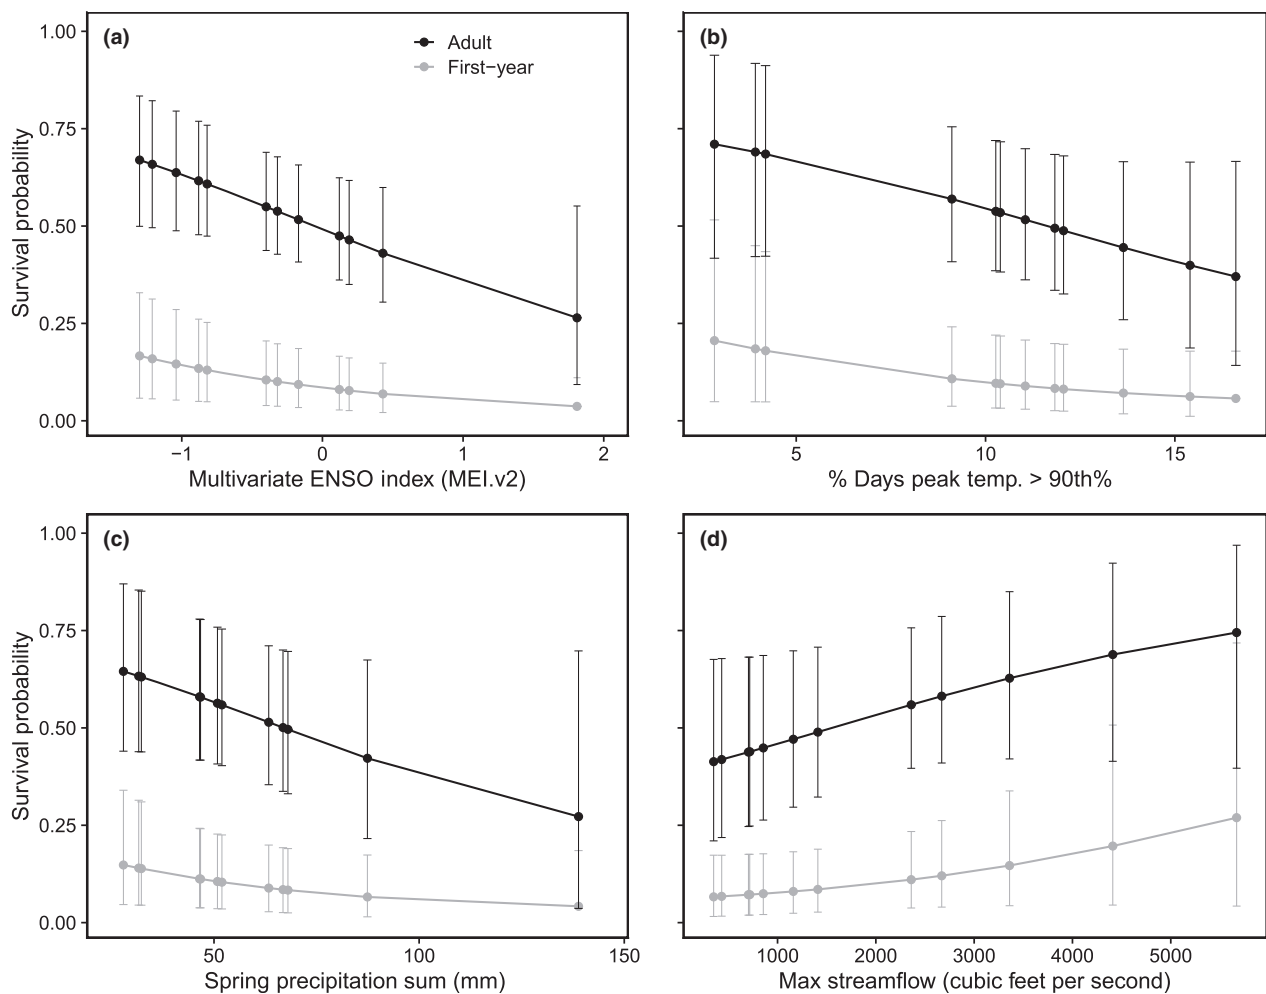 (a)
Adult
First−year
1.00
0.75
0.50
0.25
0.00
Survival probability
−1
0
1
2
Multivariate ENSO index (MEI.v2)
(b)
5
10
15
% Days peak temp. > 90th%
(c)
1.00
0.75
0.50
0.25
0.00
Survival probability
50
100
150
Spring precipitation sum (mm)
(d)
1000
2000
3000
4000
5000
Max streamflow (cubic feet per second)